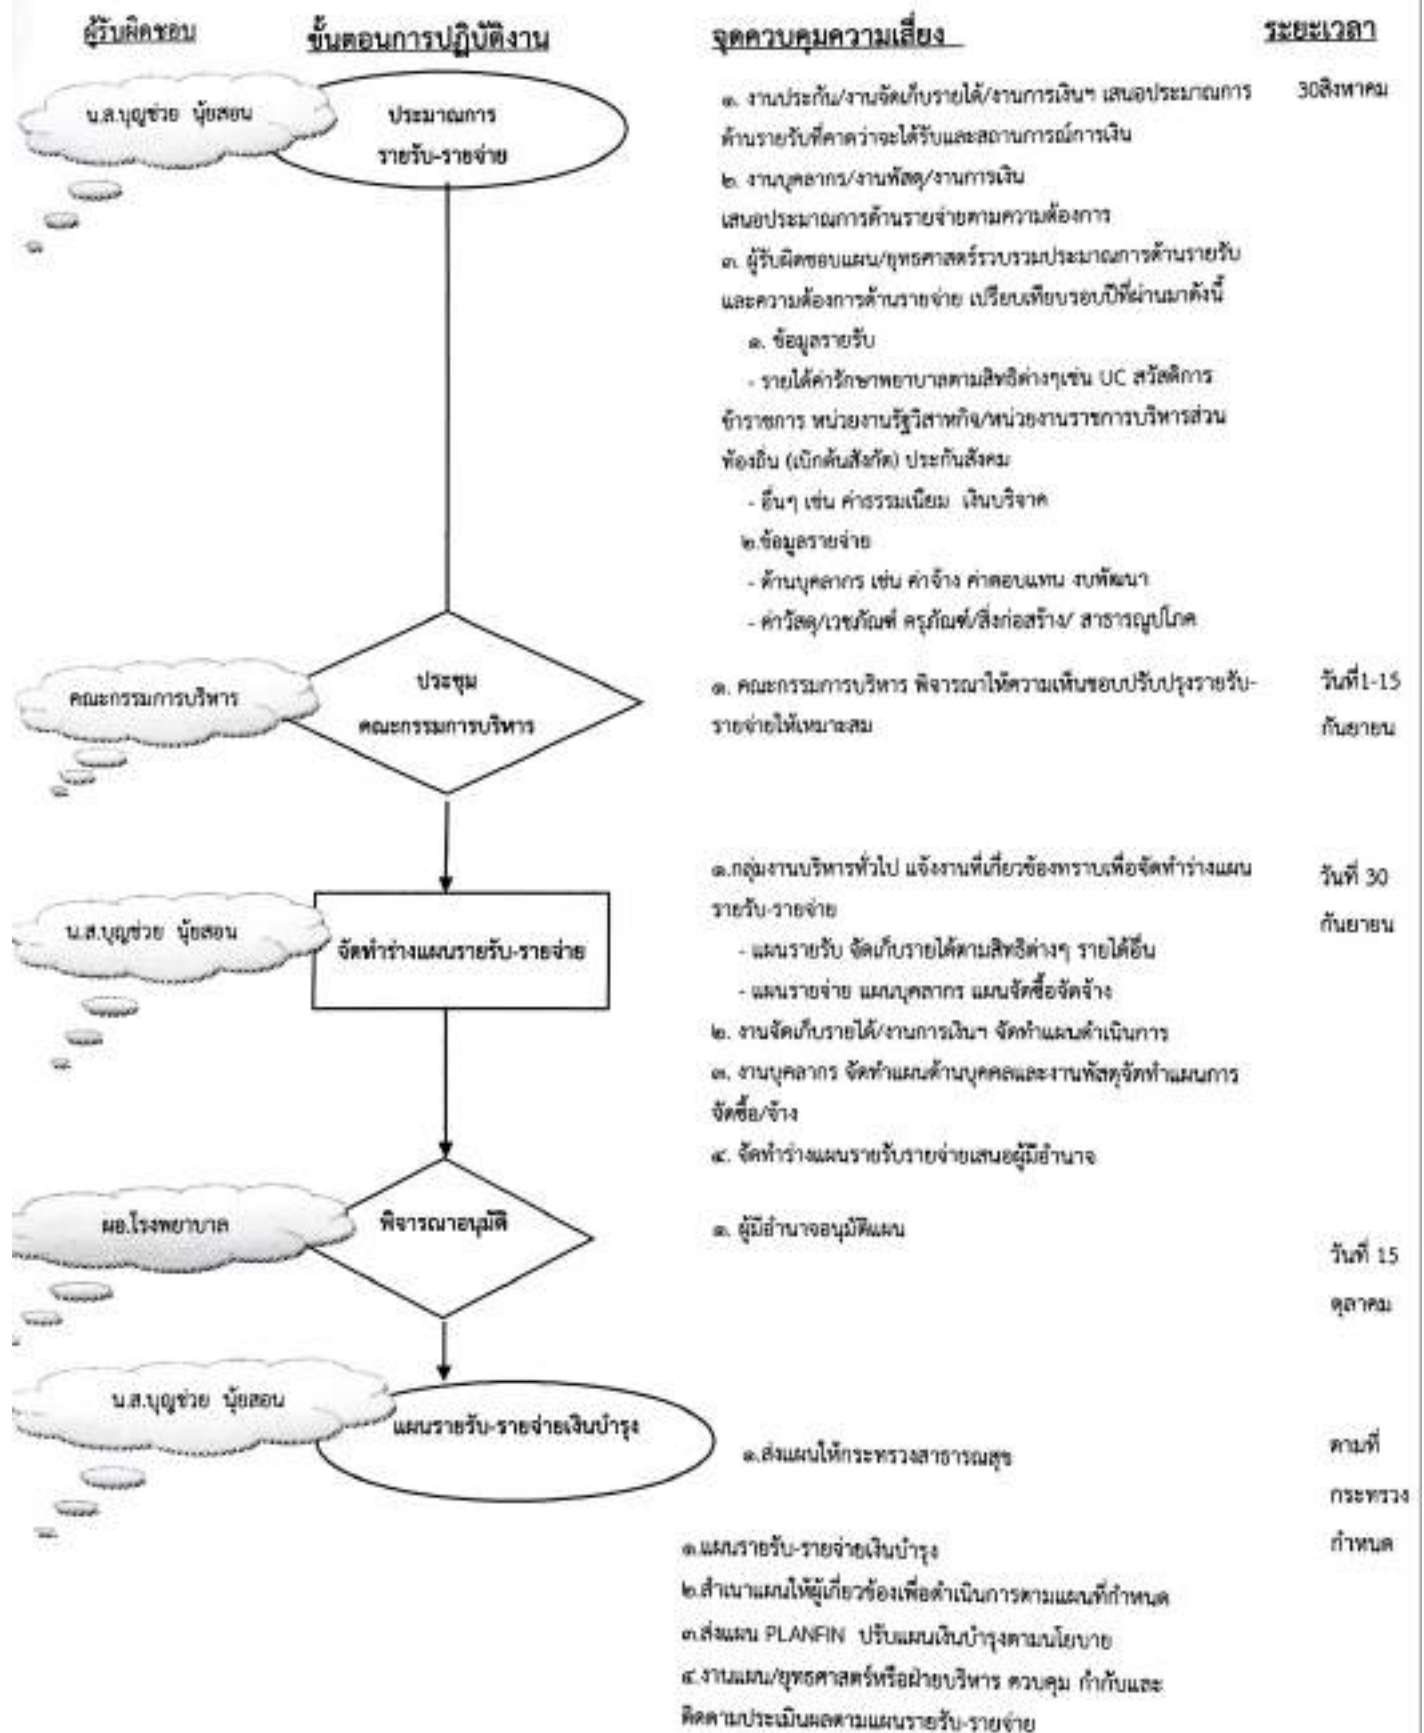 ผู้รับผิดชอบ ขั้นตอนการปฏิบัติงาน จุดควบคุมความเสี่ยง ระยะเวลา
น.ส.บุญช่วย นุ้ยสอน
ประมาณการ
รายรับ-รายจ่าย
๑. งานประกัน/งานจัดเก็บรายได้/งานการเงินฯ เสนอประมาณการ
ด้านรายรับที่คาดว่าจะได้รับและสถานการณ์การเงิน
๒. งานบุคลากร/งานพัสดุ/งานการเงิน
เสนอประมาณการด้านรายจ่ายตามความต้องการ
๓. ผู้รับผิดชอบแผน/ยุทธศาสตร์รวบรวมประมาณการด้านรายรับ
และความต้องการด้านรายจ่าย เปรียบเทียบรอบปีที่ผ่านมาดังนี้
๑. ข้อมูลรายรับ
- รายได้ค่ารักษาพยาบาลตามสิทธิต่างๆเช่น UC สวัสดิการ
ข้าราชการ หน่วยงานรัฐวิสาหกิจ/หน่วยงานราชการบริหารส่วน
ท้องถิ่น (เบิกต้นสังกัด) ประกันสังคม
- อื่นๆ เช่น ค่าธรรมเนียม เงินบริจาค
๒.ข้อมูลรายจ่าย
- ด้านบุคลากร เช่น ค่าจ้าง ค่าตอบแทน งบพัฒนา
- ค่าวัสดุ/เวชภัณฑ์ ครุภัณฑ์/สิ่งก่อสร้าง/ สาธารณูปโภค
30สิงหาคม
คณะกรรมการบริหาร
ประชุม
คณะกรรมการบริหาร
๑. คณะกรรมการบริหาร พิจารณาให้ความเห็นชอบปรับปรุงรายรับ-
รายจ่ายให้เหมาะสม
วันที่1-15
กันยายน
น.ส.บุญช่วย นุ้ยสอน
จัดทำร่างแผนรายรับ-รายจ่าย
๑.กลุ่มงานบริหารทั่วไป แจ้งงานที่เกี่ยวข้องทราบเพื่อจัดทำร่างแผน
รายรับ-รายจ่าย
- แผนรายรับ จัดเก็บรายได้ตามสิทธิต่างๆ รายได้อื่น
- แผนรายจ่าย แผนบุคลากร แผนจัดซื้อจัดจ้าง
๒. งานจัดเก็บรายได้/งานการเงินฯ จัดทำแผนดำเนินการ
๓. งานบุคลากร จัดทำแผนด้านบุคคลและงานพัสดุจัดทำแผนการ
จัดซื้อ/จ้าง
๔. จัดทำร่างแผนรายรับรายจ่ายเสนอผู้มีอำนาจ
วันที่ 30
กันยายน
ผอ.โรงพยาบาล
พิจารณาอนุมัติ
๑. ผู้มีอำนาจอนุมัติแผน
วันที่ 15
ตุลาคม
น.ส.บุญช่วย นุ้ยสอน
แผนรายรับ-รายจ่ายเงินบำรุง
๑.ส่งแผนให้กระทรวงสาธารณสุข
ตามที่
กระทรวง
กำหนด
๑.แผนรายรับ-รายจ่ายเงินบำรุง
๒.สำเนาแผนให้ผู้เกี่ยวข้องเพื่อดำเนินการตามแผนที่กำหนด
๓.ส่งแผน PLANFIN ปรับแผนเงินบำรุงตามนโยบาย
๔.งานแผน/ยุทธศาสตร์หรือฝ่ายบริหาร ควบคุม กำกับและ
ติดตามประเมินผลตามแผนรายรับ-รายจ่าย